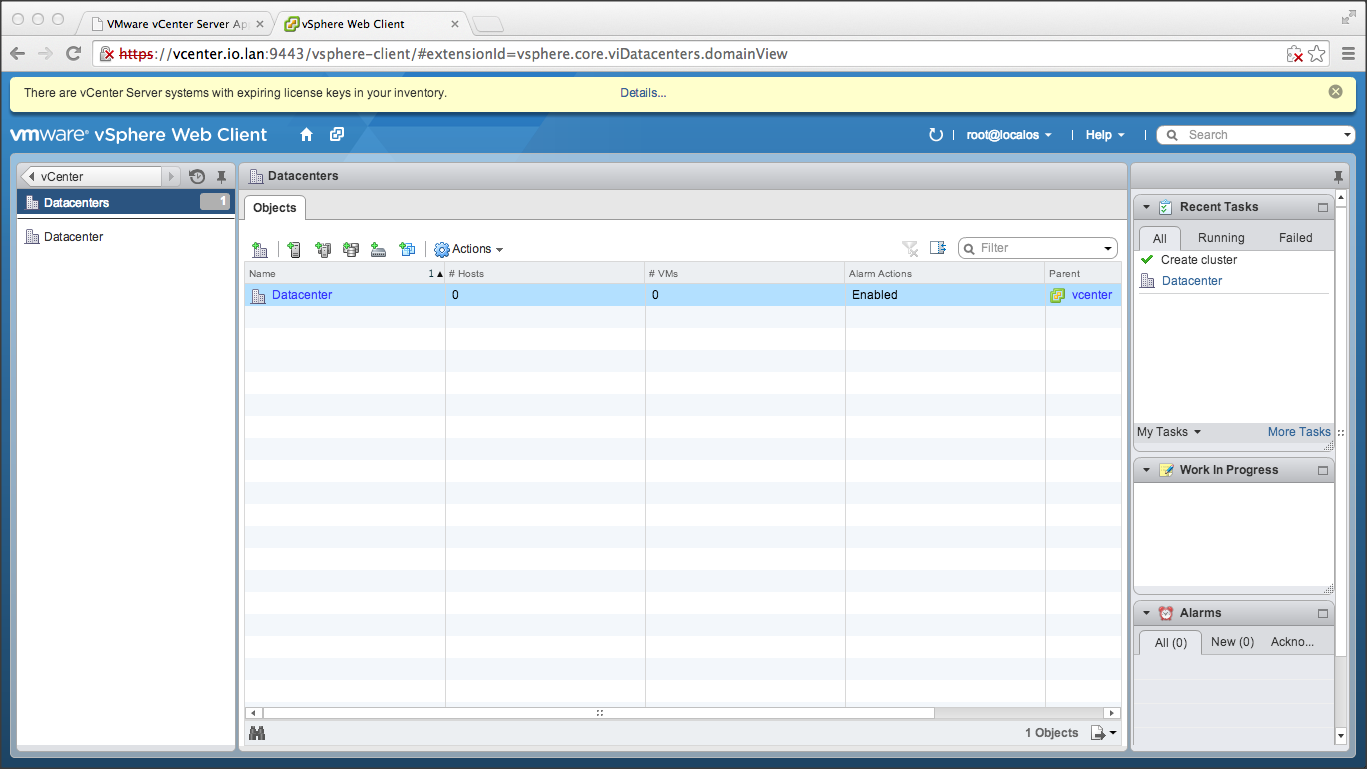 VMware vCenter Server Ap
vSphere Web Client
https://vcenter.io.lan:9443/vsphere-client/#extensionId=vsphere.core.viDatacenters.domainView
There are vCenter Server systems with expiring license keys in your inventory. Details...
vmware® vSphere Web Client
root@localos
Help
Search
vCenter
Datacenters 1
Datacenter
Datacenters
Objects
Actions
Filter
Name 1 # Hosts # VMs Alarm Actions Parent
Datacenter 0 0 Enabled vcenter
1 Objects
Recent Tasks
All Running Failed
Create cluster
Datacenter
My Tasks More Tasks
Work In Progress
Alarms
All (0) New (0) Ackno...